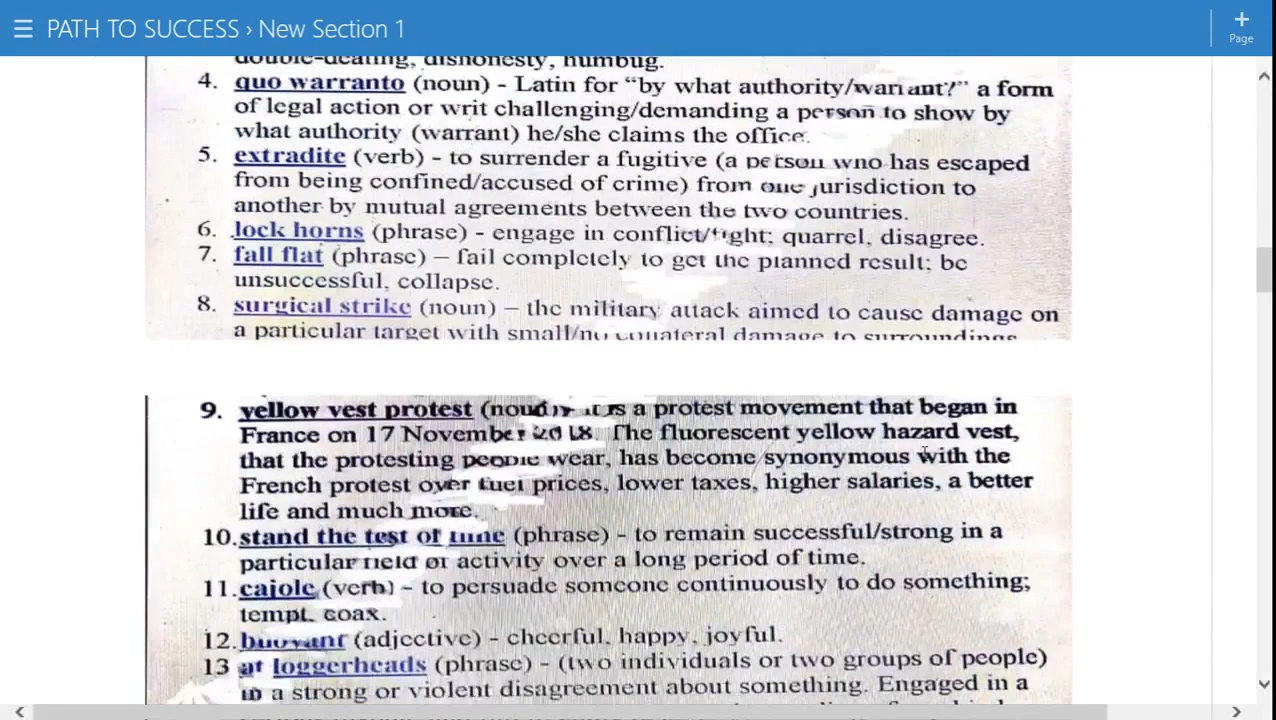 PATH TO SUCCESS › New Section 1
Page
double-dealing, dishonesty, humbug.
4. quo warranto (noun) - Latin for “by what authority/warrant?” a form
of legal action or writ challenging/demanding a person to show by
what authority (warrant) he/she claims the office.
5. extradite (verb) - to surrender a fugitive (a person who has escaped
from being confined/accused of crime) from one jurisdiction to
another by mutual agreements between the two countries.
6. lock horns (phrase) - engage in conflict/fight; quarrel, disagree.
7. fall flat (phrase) – fail completely to get the planned result; be
unsuccessful, collapse.
8. surgical strike (noun) – the military attack aimed to cause damage on
a particular target with small/no collateral damage to surroundings
9. yellow vest protest (noun) – it is a protest movement that began in
France on 17 November 2018. The fluorescent yellow hazard vest,
that the protesting people wear, has become synonymous with the
French protest over fuel prices, lower taxes, higher salaries, a better
life and much more.
10. stand the test of time (phrase) - to remain successful/strong in a
particular field or activity over a long period of time.
11. cajole (verb) - to persuade someone continuously to do something;
tempt, coax.
12. buoyant (adjective) - cheerful, happy, joyful.
13 at loggerheads (phrase) - (two individuals or two groups of people)
in a strong or violent disagreement about something. Engaged in a